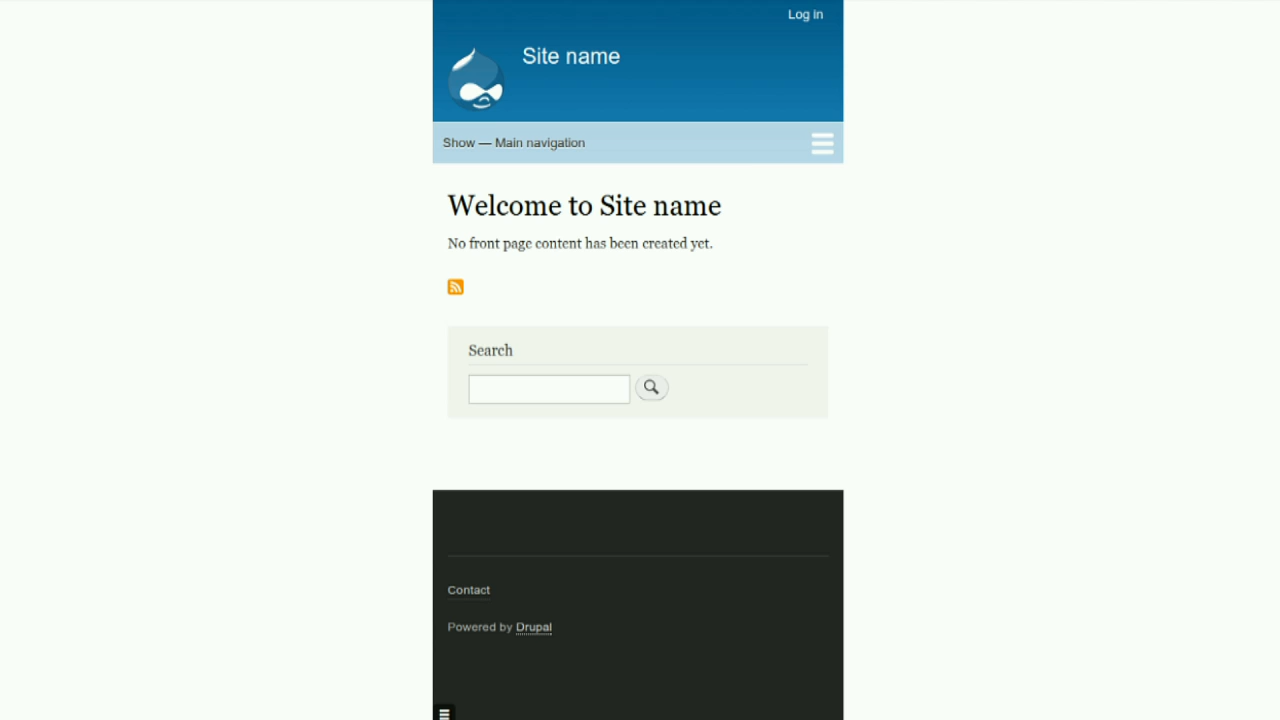 Log in
Site name
Show — Main navigation
Welcome to Site name
No front page content has been created yet.
Search
Contact
Powered by Drupal